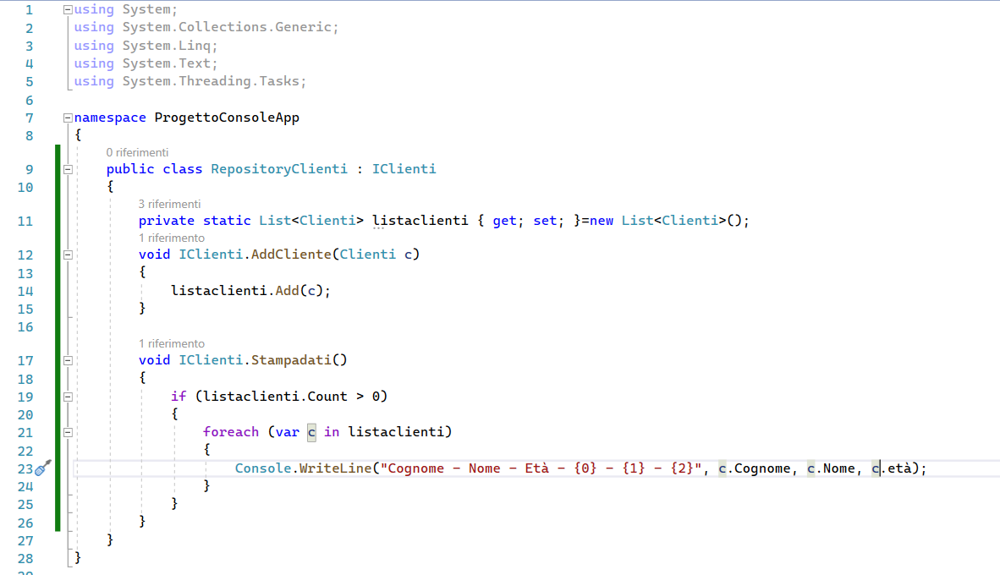 1 using System;
2 using System.Collections.Generic;
3 using System.Linq;
4 using System.Text;
5 using System.Threading.Tasks;
6
7 namespace ProgettoConsoleApp
8 {
0 riferimenti
9 public class RepositoryClienti : IClienti
10 {
3 riferimenti
11 private static List<Clienti> listaclienti { get; set; }=new List<Clienti>();
1 riferimento
12 void IClienti.AddCliente(Clienti c)
13 {
14 listaclienti.Add(c);
15 }
16
1 riferimento
17 void IClienti.Stampadati()
18 {
19 if (listaclienti.Count > 0)
20 {
21 foreach (var c in listaclienti)
22 {
23 Console.WriteLine("Cognome - Nome - Età - {0} - {1} - {2}", c.Cognome, c.Nome, c.età);
24 }
25 }
26 }
27 }
28 }